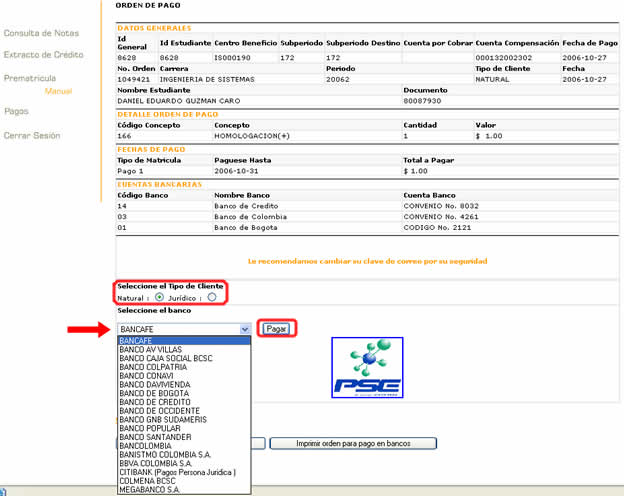 ORDEN DE PAGO
Consulta de Notas
Extracto de Crédito
Prematricula
Manual
Pagos
Cerrar Sesión
DATOS GENERALES
Id General Id Estudiante Centro Beneficio Subperiodo Subperiodo Destino Cuenta por Cobrar Cuenta Compensación Fecha de Pago
8628 8628 IS000190 172 172 000132002302 2006-10-27
No. Orden Carrera Periodo Tipo de Cliente Fecha
1049421 INGENIERIA DE SISTEMAS 20062 NATURAL 2006-10-27
Nombre Estudiante Documento
DANIEL EDUARDO GUZMAN CARO 80087930
DETALLE ORDEN DE PAGO
Código Concepto Concepto Cantidad Valor
166 HOMOLOGACION(+) 1 $ 1.00
FECHAS DE PAGO
Tipo de Matricula Paguese Hasta Total a Pagar
Pago 1 2006-10-31 $ 1.00
CUENTAS BANCARIAS
Código Banco Nombre Banco Cuenta Banco
14 Banco de Credito CONVENIO No. 8032
03 Banco de Colombia CONVENIO No. 4261
01 Banco de Bogota CODIGO No. 2121
Le recomendamos cambiar su clave de correo por su seguridad
Seleccione el Tipo de Cliente
Natural : Jurídico :
Seleccione el banco
BANCAFE Pagar
BANCAFE
BANCO AV VILLAS
BANCO CAJA SOCIAL BCSC
BANCO COLPATRIA
BANCO CONAVI
BANCO DAVIVIENDA
BANCO DE BOGOTA
BANCO DE CREDITO
BANCO DE OCCIDENTE
BANCO GNB SUDAMERIS
BANCO POPULAR
BANCO SANTANDER
BANCOLOMBIA
BANISTMO COLOMBIA S.A.
BBVA COLOMBIA S.A.
CITIBANK (Pagos Persona Juridica )
COLMENA BCSC
MEGABANCO S.A.
PSE
Imprimir orden para pago en bancos